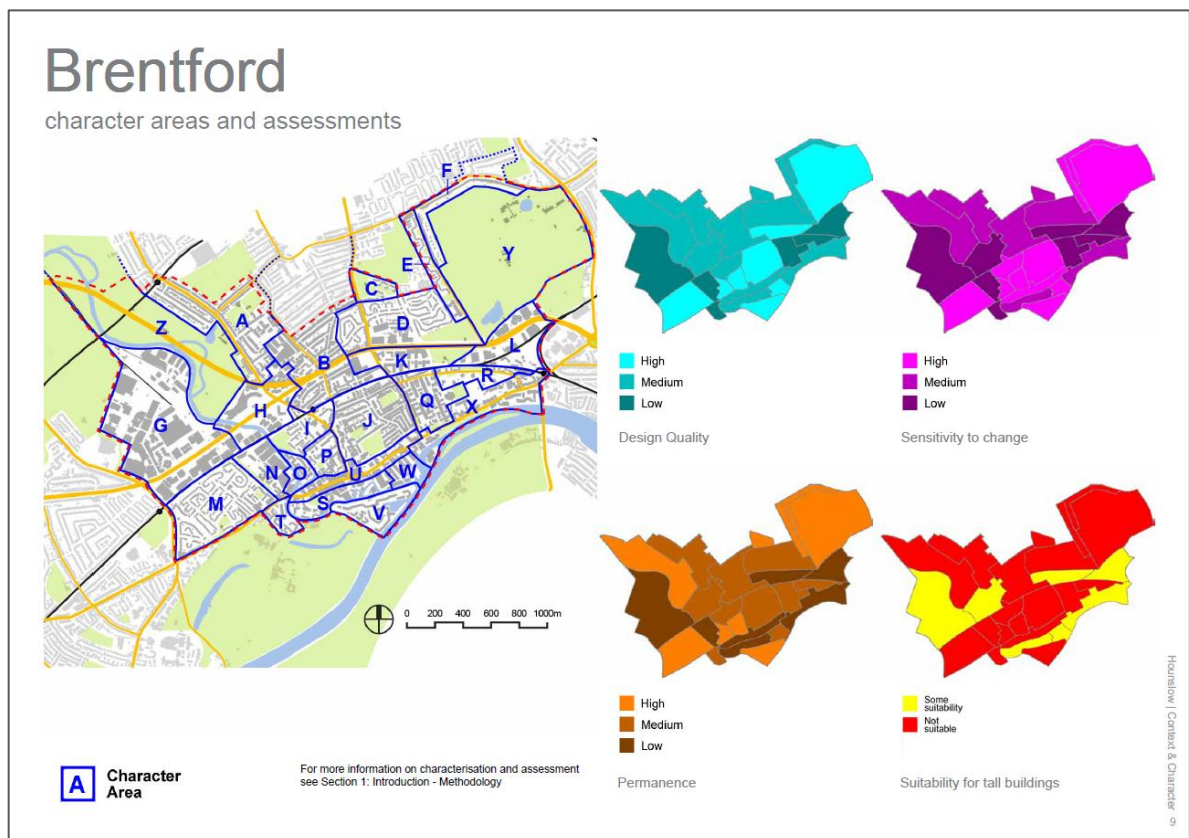 Brentford
character areas and assessments
F
Y
E
C
Z
A
D
B
L
K
R
G
H
Q
X
I
J
P
N
O
U
W
M
S
T
V
0 200 400 600 800 1000m
A
Character
Area
For more information on characterisation and assessment
see Section 1: Introduction - Methodology
High
Medium
Low
Design Quality
High
Medium
Low
Sensitivity to change
High
Medium
Low
Permanence
Some
suitability
Not
suitable
Suitability for tall buildings
Hounslow | Context & Character 9